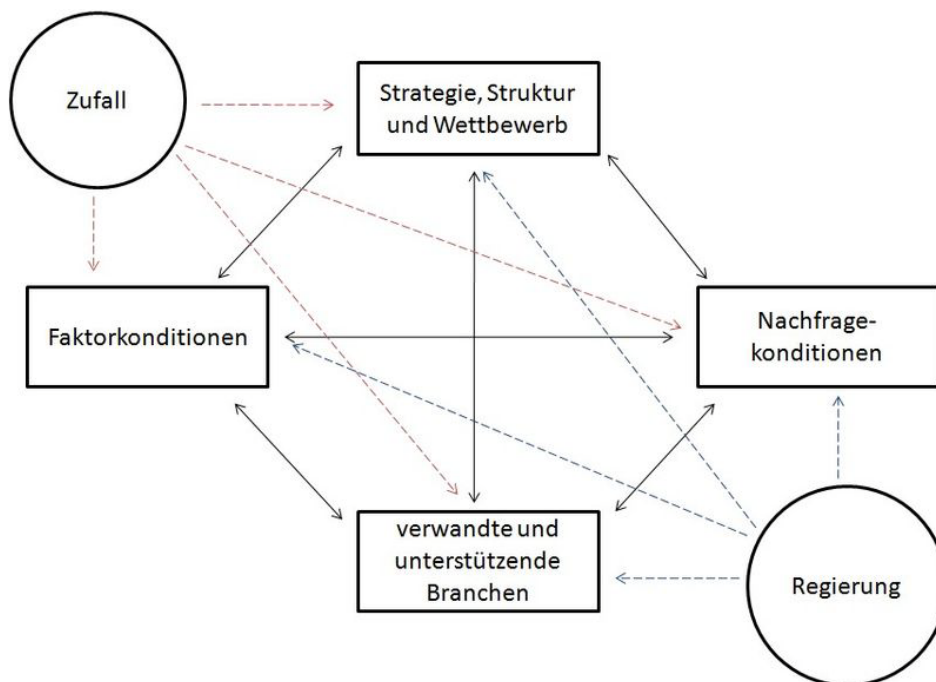 Zufall
Strategie, Struktur
und Wettbewerb
Faktorkonditionen
Nachfrage-
konditionen
verwandte und
unterstützende
Branchen
Regierung